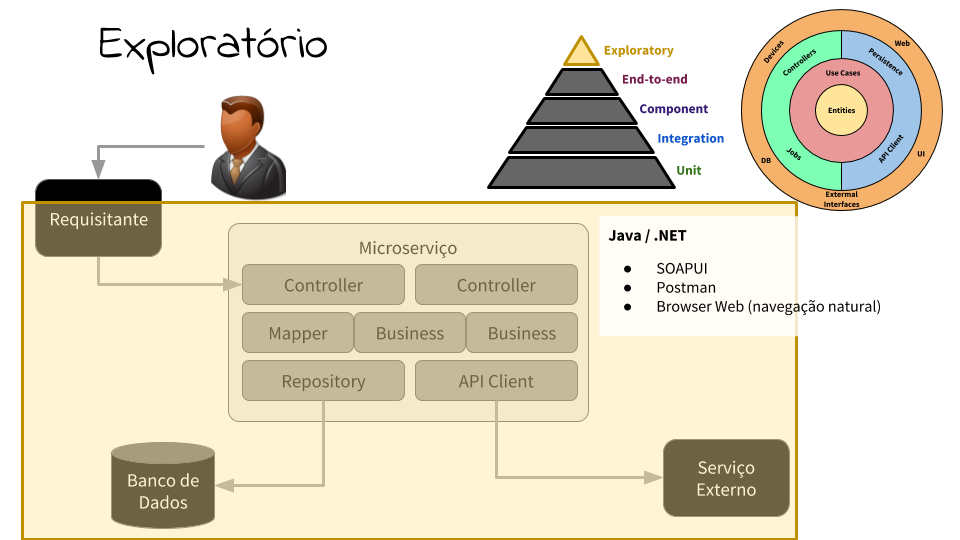 Exploratório
Exploratory
End-to-end
Component
Integration
Unit
Devices
Web
Controllers
Persistence
Use Cases
Entities
Jobs
API Client
DB
UI
Extermal
Interfaces
Requisitante
Microserviço
Controller
Controller
Mapper
Business
Business
Repository
API Client
Java / .NET
● SOAPUI
● Postman
● Browser Web (navegação natural)
Banco de
Dados
Serviço
Externo